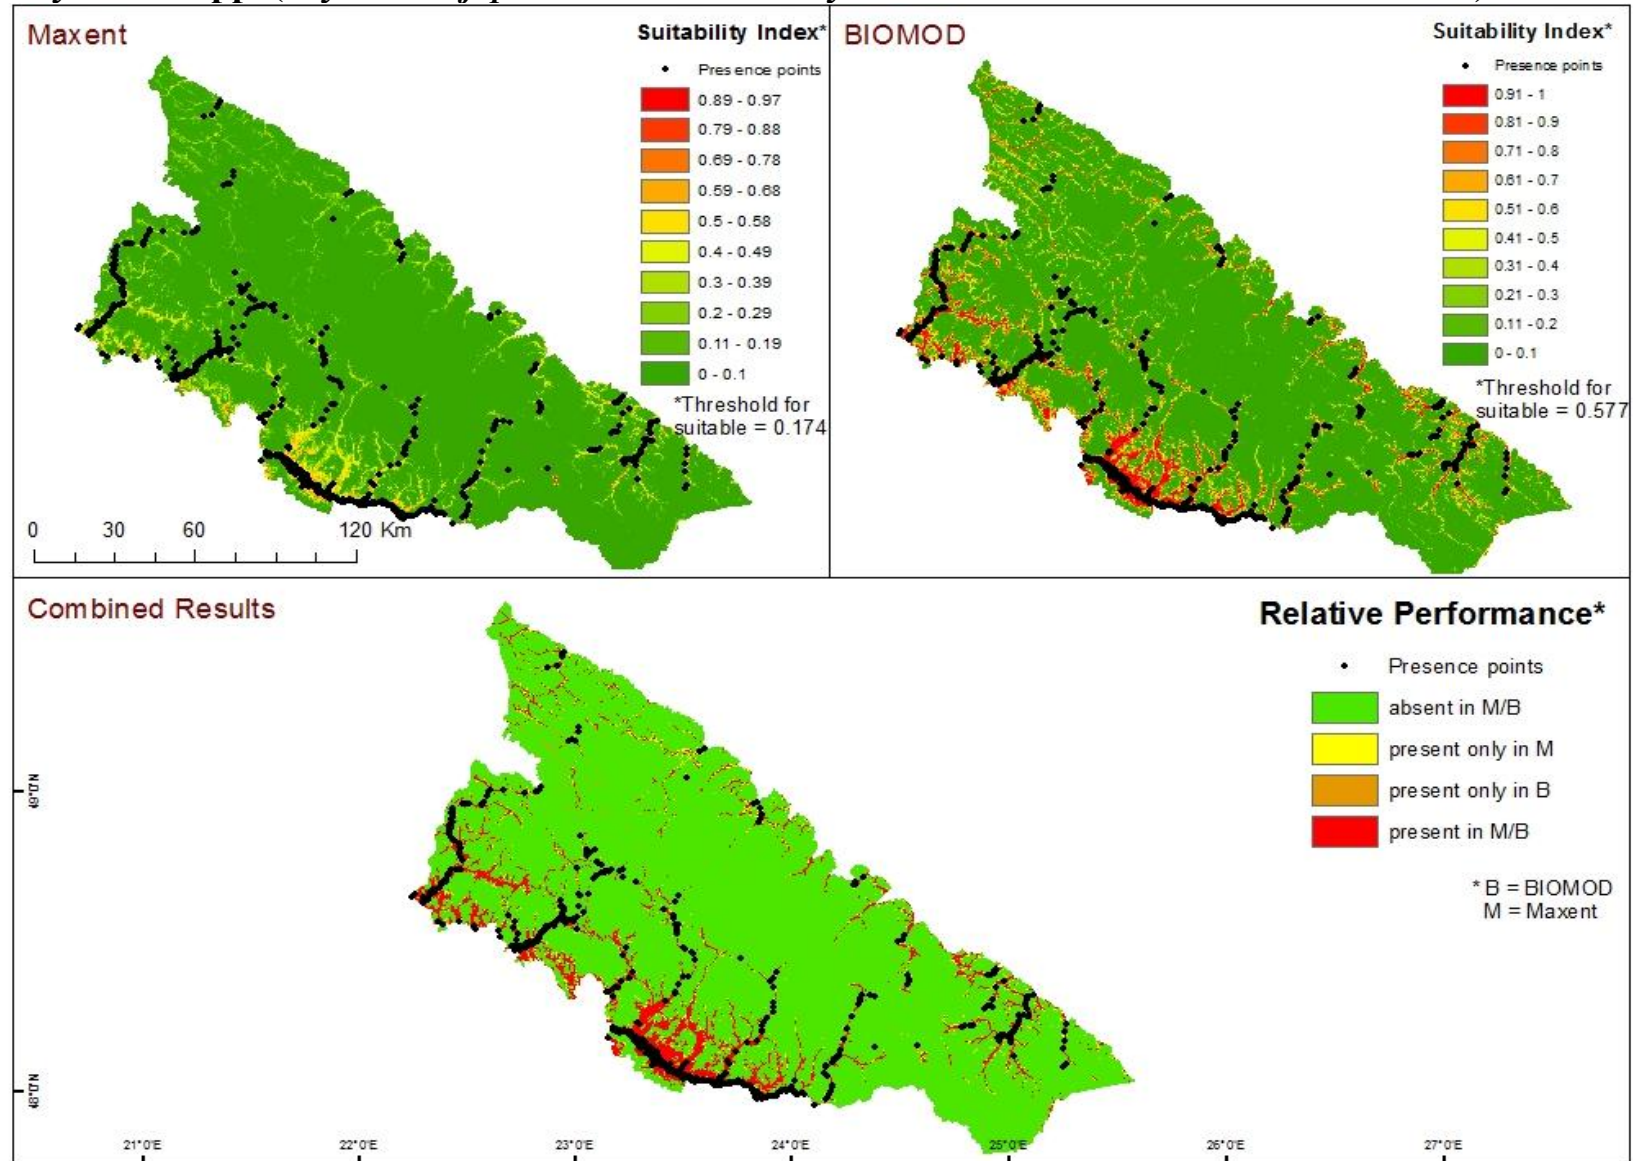 Maxent
Suitability Index*
Presence points
0.89 - 0.97
0.79 - 0.88
0.69 - 0.78
0.59 - 0.68
0.5 - 0.58
0.4 - 0.49
0.3 - 0.39
0.2 - 0.29
0.11 - 0.19
0 - 0.1
*Threshold for
suitable = 0.174
0 30 60 120 Km
BIOMOD
Suitability Index*
Presence points
0.91 - 1
0.81 - 0.9
0.71 - 0.8
0.61 - 0.7
0.51 - 0.6
0.41 - 0.5
0.31 - 0.4
0.21 - 0.3
0.11 - 0.2
0 - 0.1
*Threshold for
suitable = 0.577
Combined Results
Relative Performance*
Presence points
absent in M/B
present only in M
present only in B
present in M/B
* B = BIOMOD
M = Maxent
49°0'N
48°0'N
21°0'E 22°0'E 23°0'E 24°0'E 25°0'E 26°0'E 27°0'E